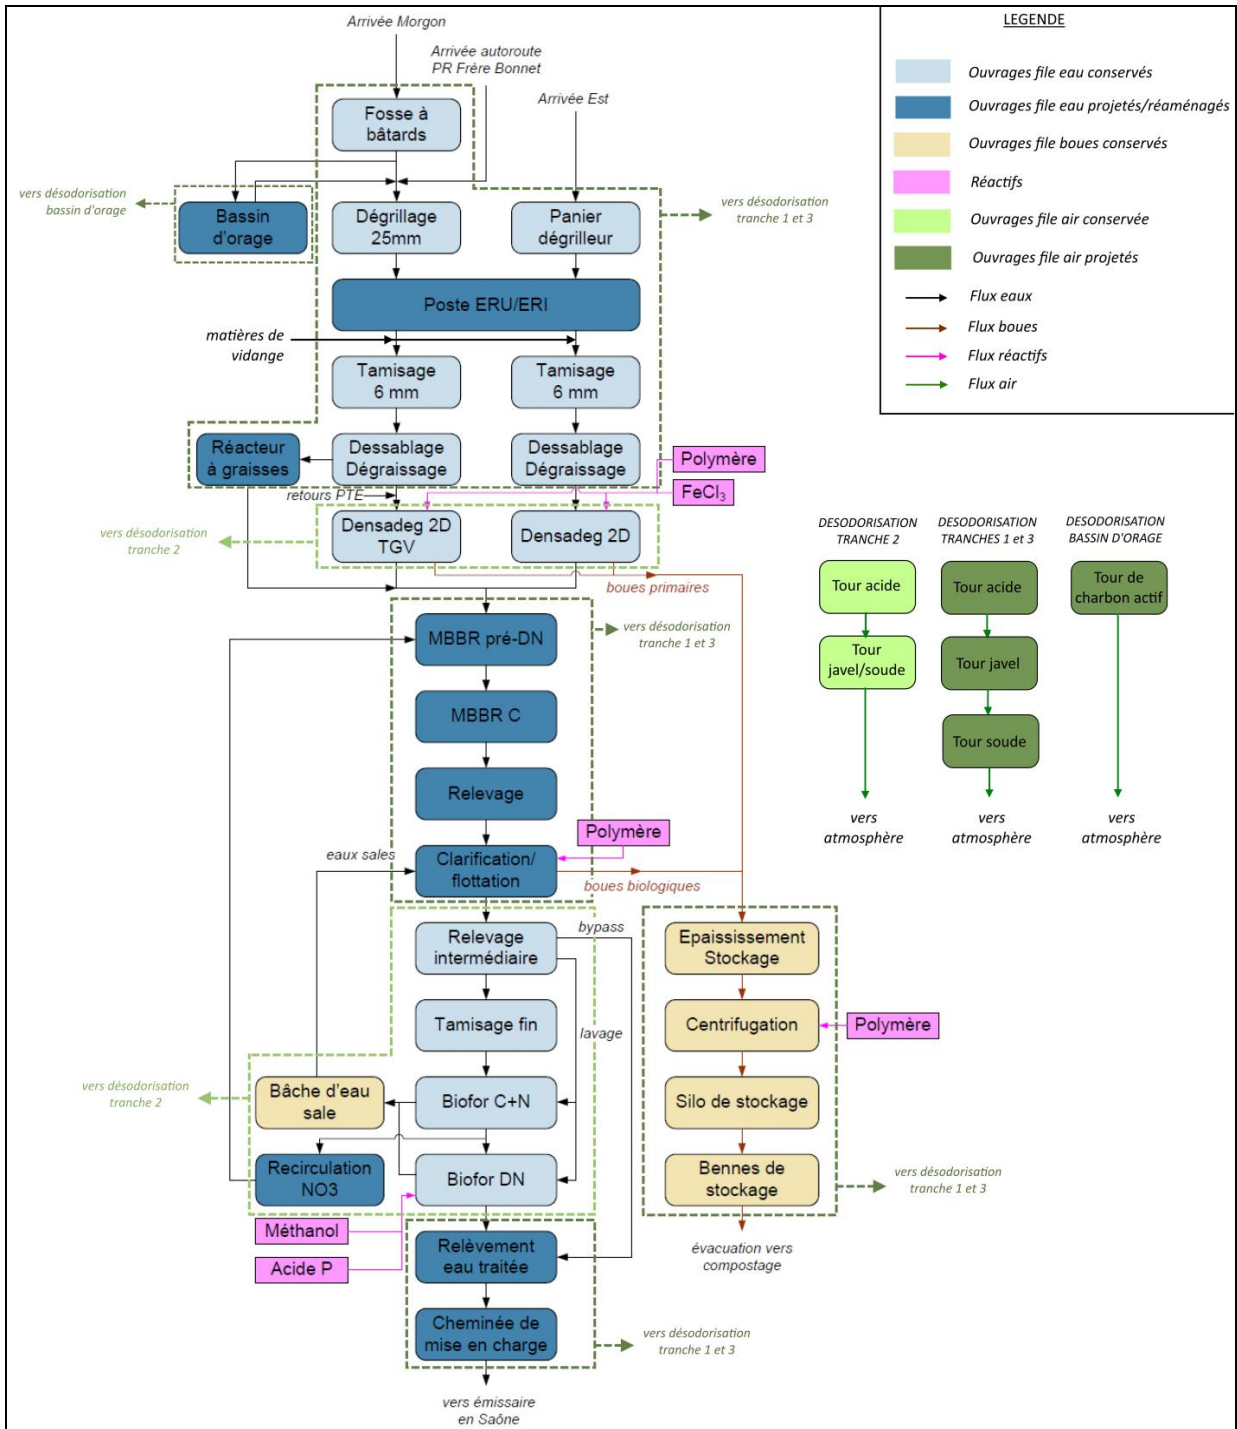 Arrivée Morgon
Arrivée autoroute
PR Frère Bonnet
Arrivée Est
Fosse à
bâtards
vers désodorisation
bassin d'orage
Bassin
d'orage
Dégrillage
25mm
Panier
dégrilleur
vers désodorisation
tranche 1 et 3
Poste ERU/ERI
matières de
vidange
Tamisage
6 mm
Tamisage
6 mm
Réacteur
à graisses
Dessablage
Dégraissage
Dessablage
Dégraissage
Polymère
FeCl₃
retours PTE
vers désodorisation
tranche 2
Densadeg 2D
TGV
Densadeg 2D
boues primaires
MBBR pré-DN
vers désodorisation
tranche 1 et 3
MBBR C
Relevage
Polymère
eaux sales
Clarification/
flottation
boues biologiques
Relevage
intermédiaire
bypass
Tamisage fin
lavage
vers désodorisation
tranche 2
Bâche d'eau
sale
Biofor C+N
Recirculation
NO3
Biofor DN
Méthanol
Acide P
Relèvement
eau traitée
Cheminée de
mise en charge
vers désodorisation
tranche 1 et 3
vers émissaire
en Saône
Epaississement
Stockage
Centrifugation
Polymère
Silo de stockage
Bennes de
stockage
vers désodorisation
tranche 1 et 3
évacuation vers
compostage
LEGENDE
Ouvrages file eau conservés
Ouvrages file eau projetés/réaménagés
Ouvrages file boues conservés
Réactifs
Ouvrages file air conservée
Ouvrages file air projetés
Flux eaux
Flux boues
Flux réactifs
Flux air
DESODORISATION
TRANCHE 2
Tour acide
Tour
javel/soude
vers
atmosphère
DESODORISATION
TRANCHES 1 et 3
Tour acide
Tour javel
Tour soude
vers
atmosphère
DESODORISATION
BASSIN D'ORAGE
Tour de
charbon actif
vers
atmosphère